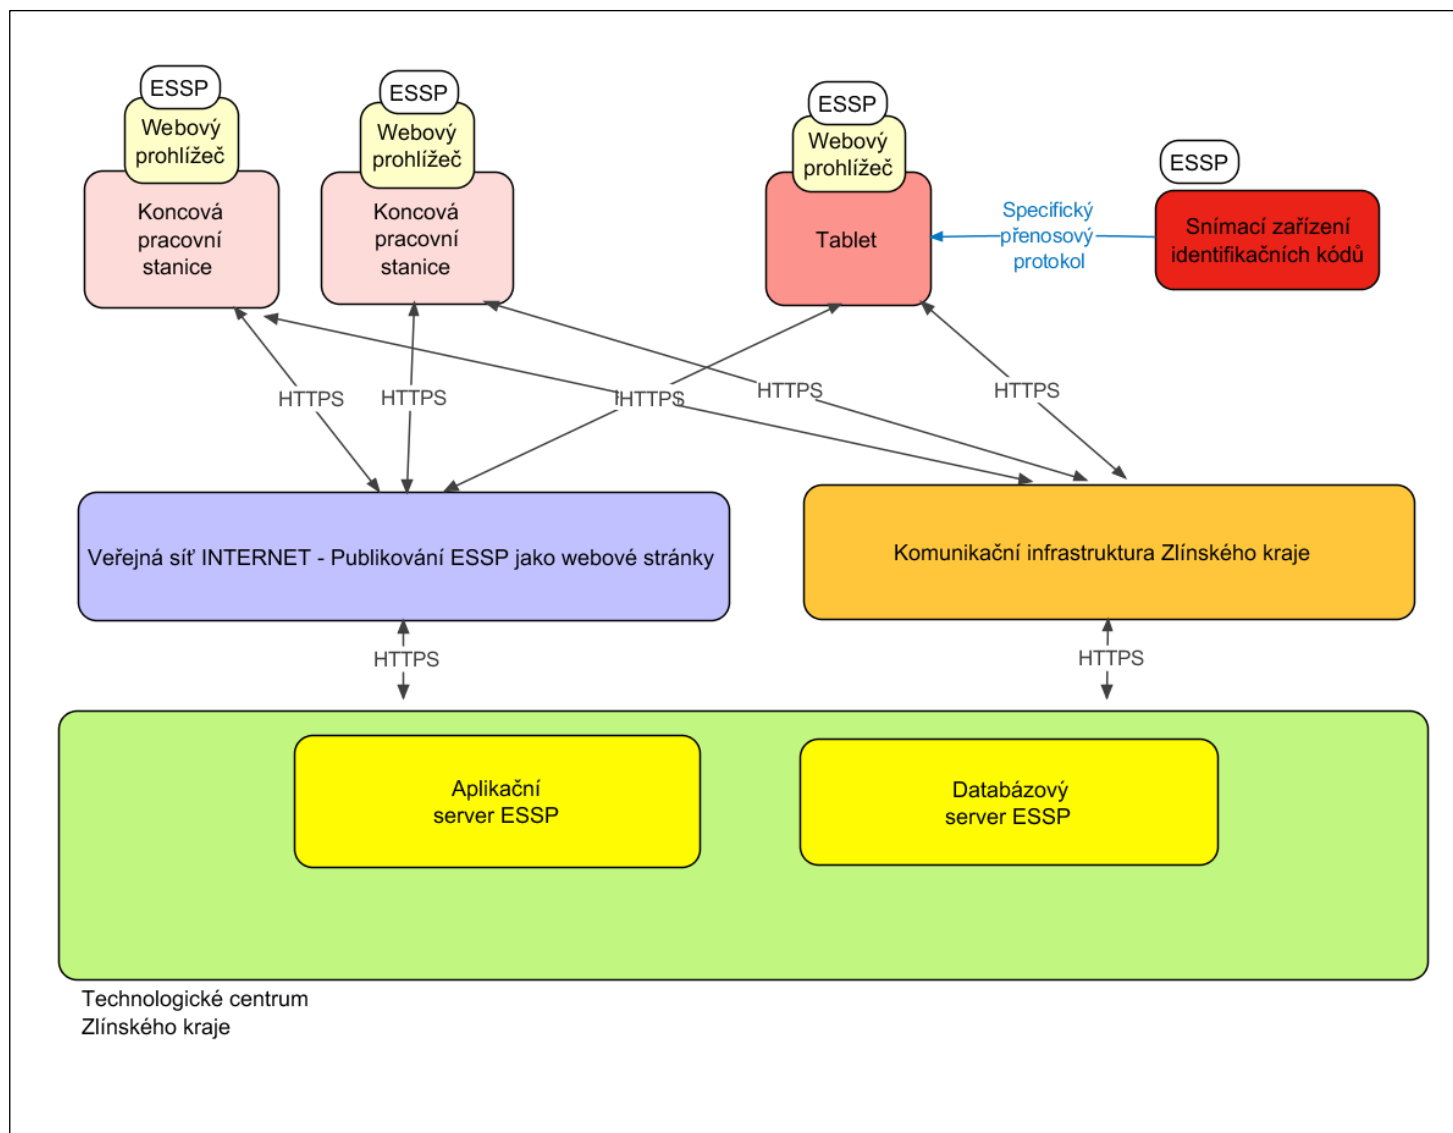 ESSP
Webový
prohlížeč
Koncová
pracovní
stanice
ESSP
Webový
prohlížeč
Koncová
pracovní
stanice
ESSP
Webový
prohlížeč
Tablet
Specifický
přenosový
protokol
ESSP
Snímací zařízení
identifikačních kódů
HTTPS
HTTPS
HTTPS
HTTPS
HTTPS
Veřejná síť INTERNET - Publikování ESSP jako webové stránky
Komunikační infrastruktura Zlínského kraje
HTTPS
HTTPS
Aplikační
server ESSP
Databázový
server ESSP
Technologické centrum
Zlínského kraje